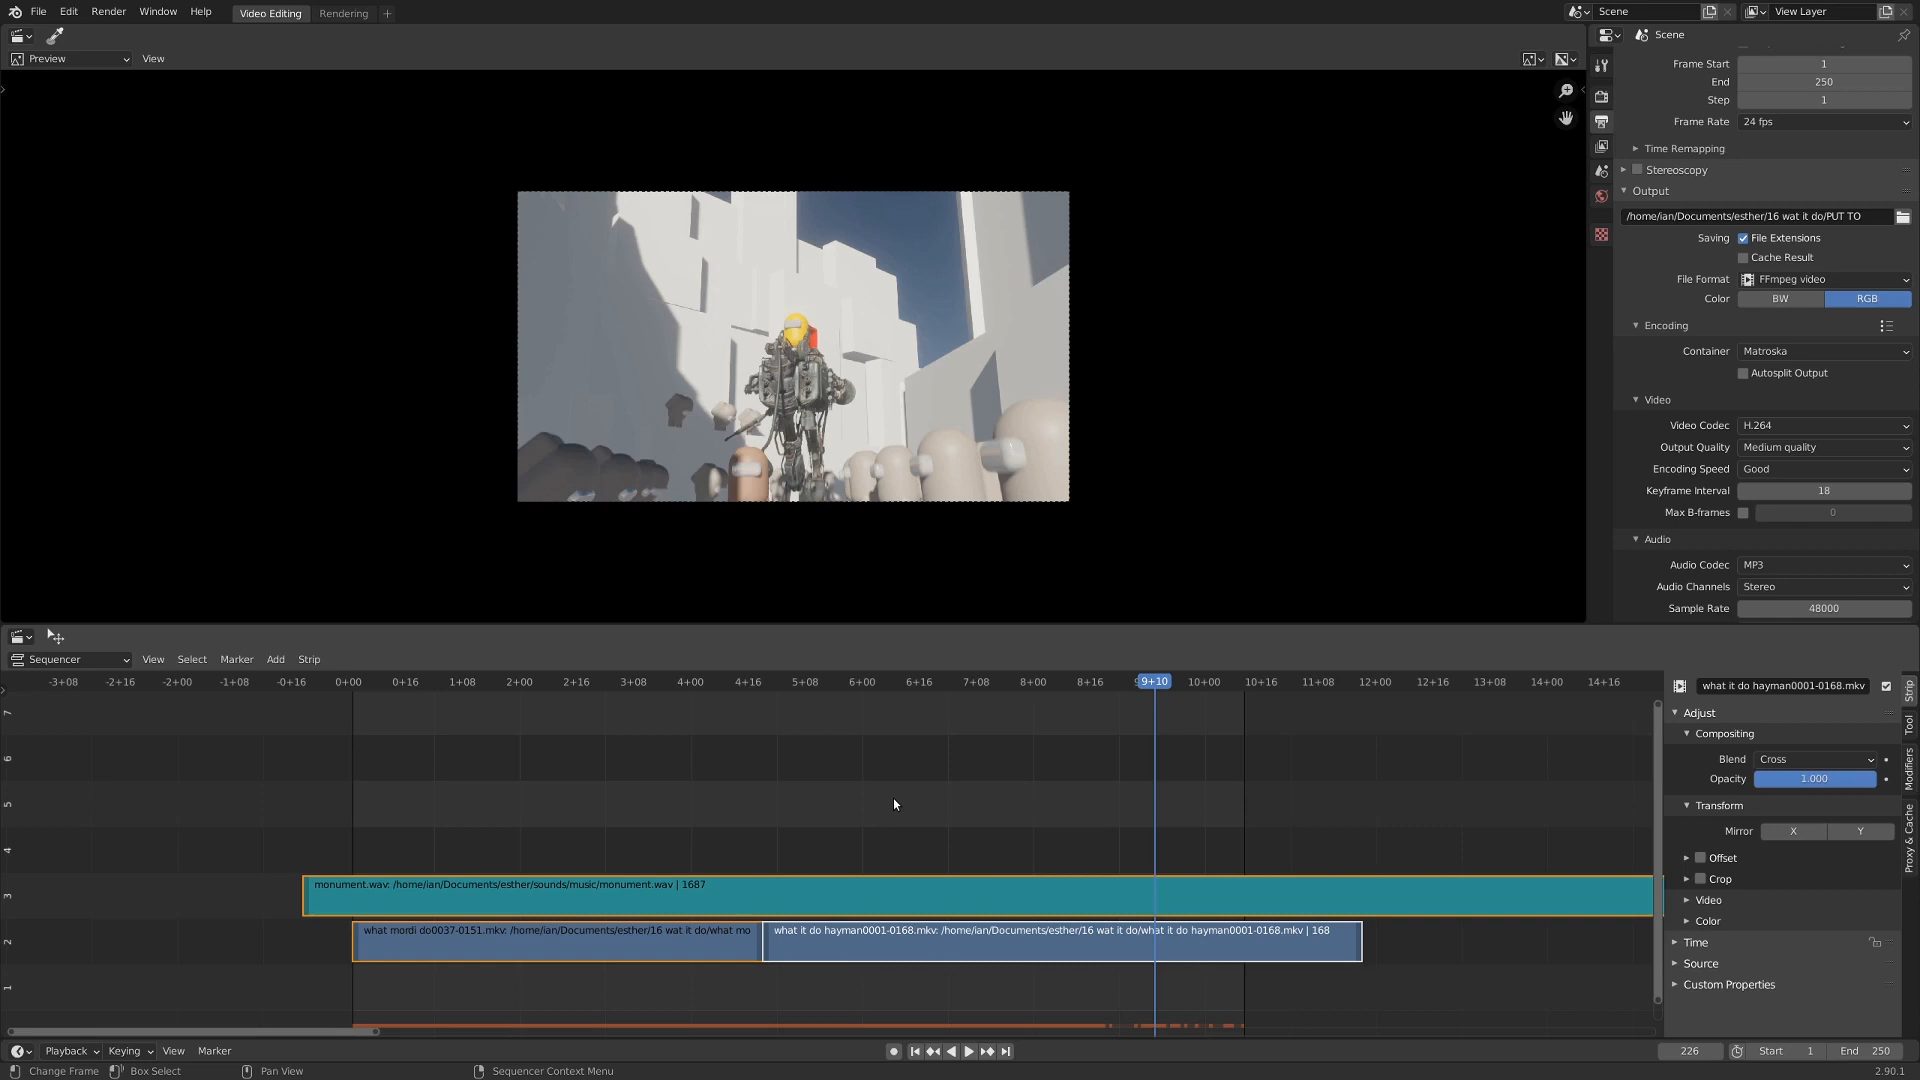 File Edit Render Window Help Video Editing Rendering + Scene View Layer
Preview View
Scene
Frame Start 1
End 250
Step 1
Frame Rate 24 fps
Time Remapping
Stereoscopy
Output
/home/ian/Documents/esther/16 wat it do/PUT TO
Saving File Extensions
Cache Result
File Format FFmpeg video
Color BW RGB
Encoding
Container Matroska
Autosplit Output
Video
Video Codec H.264
Output Quality Medium quality
Encoding Speed Good
Keyframe Interval 18
Max B-frames 0
Audio
Audio Codec MP3
Audio Channels Stereo
Sample Rate 48000
Sequencer View Select Marker Add Strip
-3+08 -2+16 -2+00 -1+08 -0+16 0+00 0+16 1+08 2+00 2+16 3+08 4+00 4+16 5+08 6+00 6+16 7+08 8+00 8+16 9+10 10+00 10+16 11+08 12+00 12+16 13+08 14+00 14+16
7
6
5
4
3
2
1
monument.wav: /home/ian/Documents/esther/sounds/music/monument.wav | 1687
what mordi do0037-0151.mkv: /home/ian/Documents/esther/16 wat it do/what mo
what it do hayman0001-0168.mkv: /home/ian/Documents/esther/16 wat it do/what it do hayman0001-0168.mkv | 168
what it do hayman0001-0168.mkv
Adjust
Compositing
Blend Cross
Opacity 1.000
Transform
Mirror X Y
Offset
Crop
Video
Color
Time
Source
Custom Properties
Strip
Tool
Modifiers
Proxy & Cache
Playback Keying View Marker 226 Start 1 End 250
Change Frame Box Select Pan View Sequencer Context Menu 2.90.1